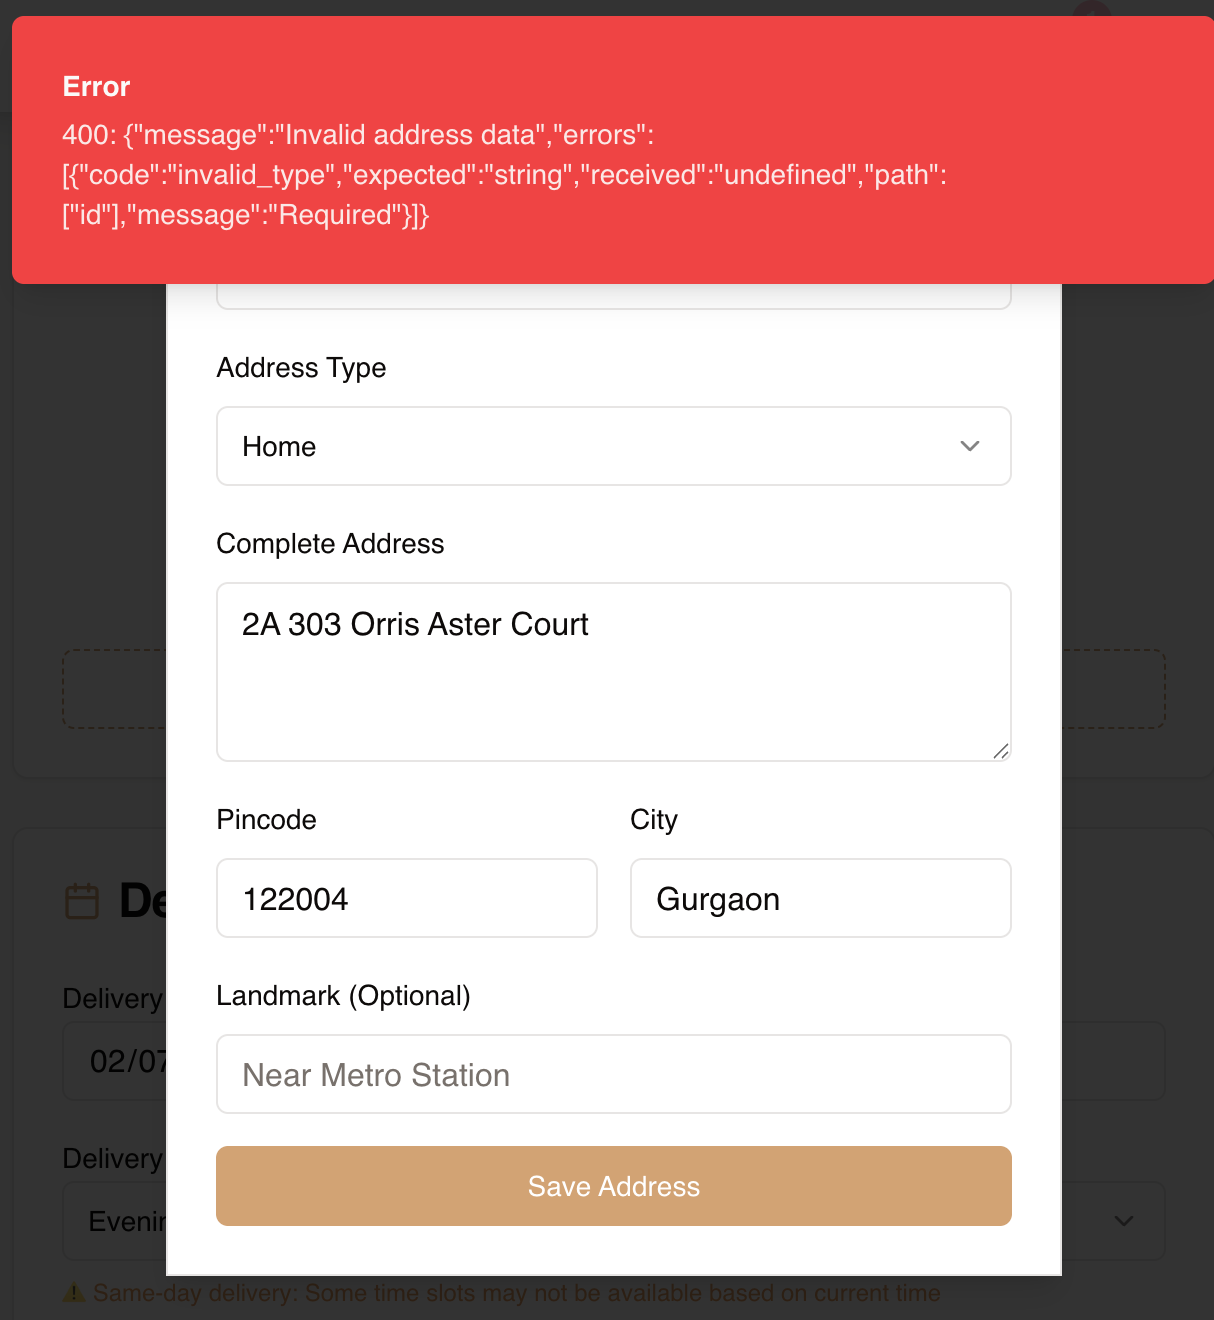 Error
400: {"message":"Invalid address data","errors":
[{"code":"invalid_type","expected":"string","received":"undefined","path":
["id"],"message":"Required"}]}
Address Type
Home
Complete Address
2A 303 Orris Aster Court
Pincode
City
122004
Gurgaon
De
Delivery
Landmark (Optional)
02/07
Near Metro Station
Delivery
Save Address
Evenin
⚠ Same-day delivery: Some time slots may not be available based on current time